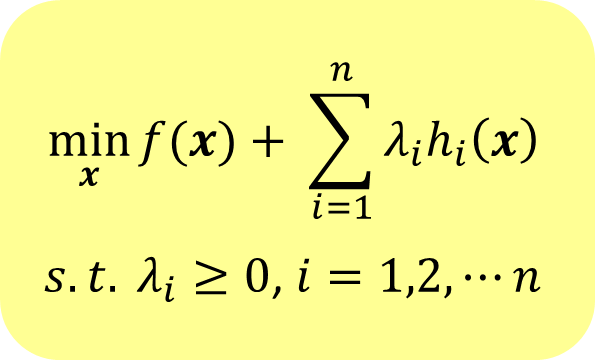 min_x f(x) + ∑_{i=1}^{n} λ_i h_i(x)
s.t. λ_i ≥ 0, i = 1,2,⋯n